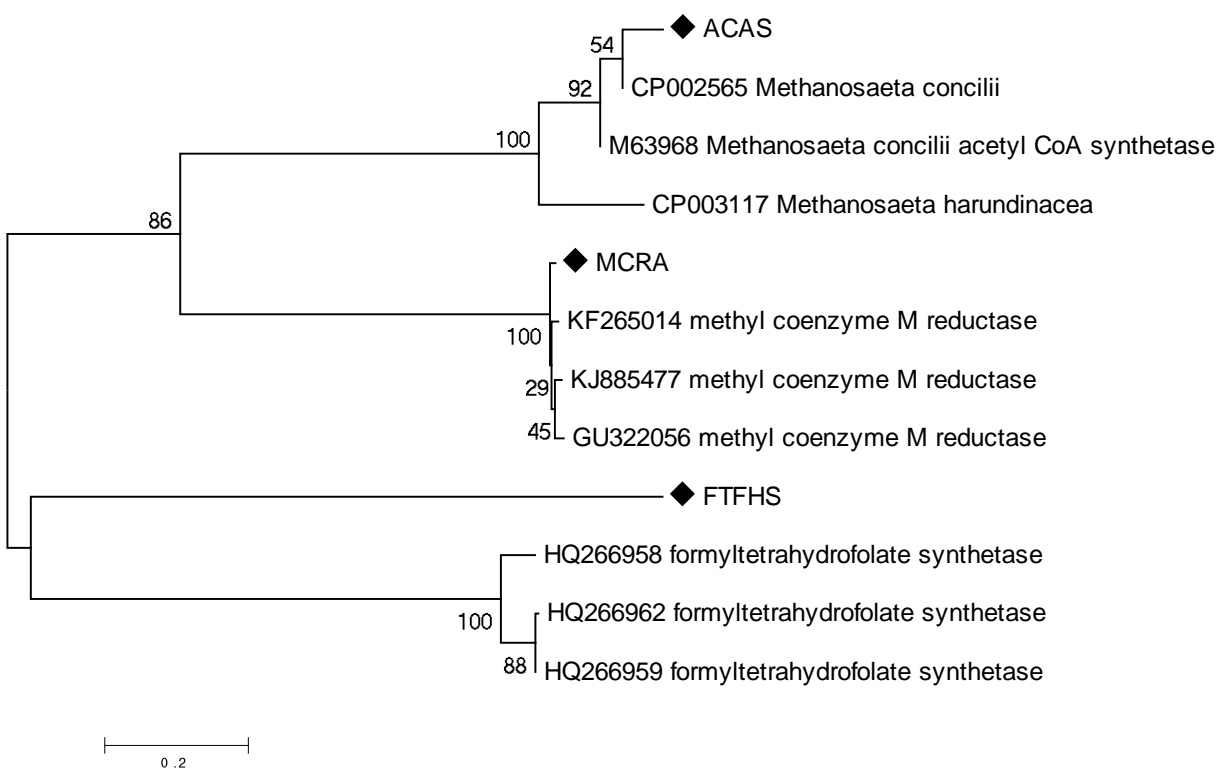 ACAS
54
CP002565 Methanosaeta concilii
92
M63968 Methanosaeta concilii acetyl CoA synthetase
100
CP003117 Methanosaeta harundinacea
86
MCRA
KF265014 methyl coenzyme M reductase
100
KJ885477 methyl coenzyme M reductase
29
GU322056 methyl coenzyme M reductase
45
FTFHS
HQ266958 formyltetrahydrofolate synthetase
HQ266962 formyltetrahydrofolate synthetase
100
HQ266959 formyltetrahydrofolate synthetase
88
0.2